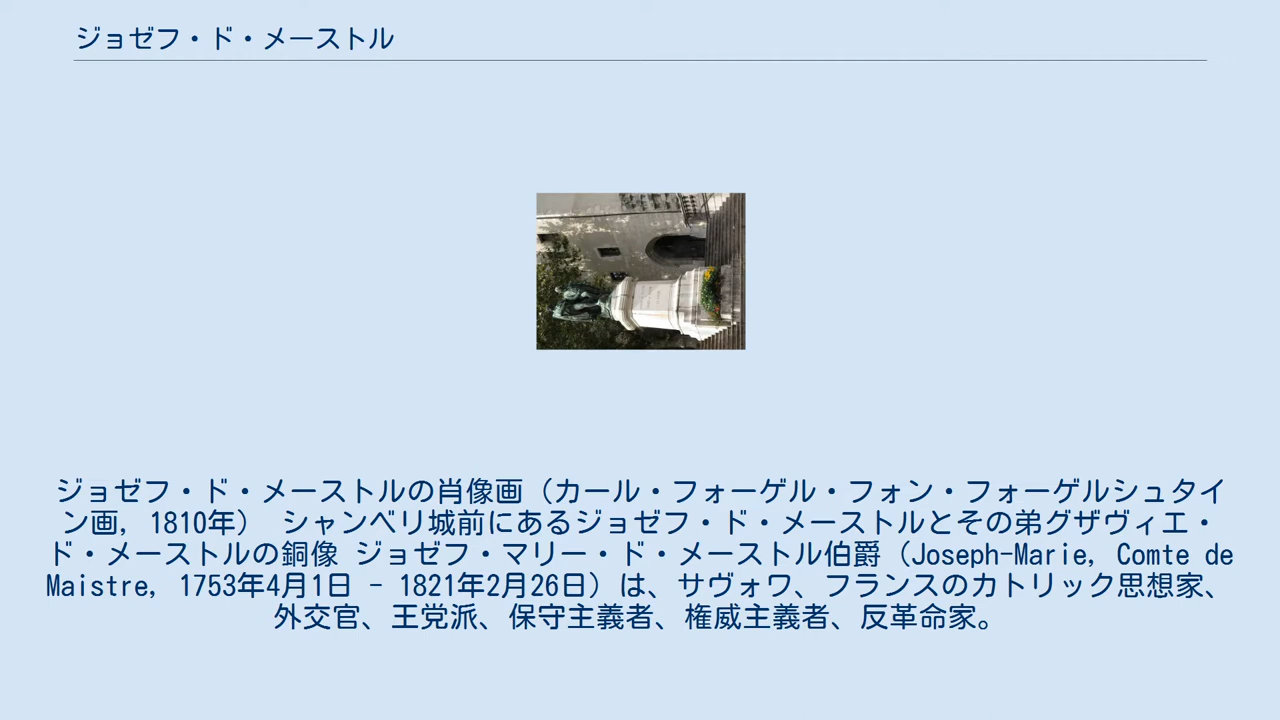 ジョゼフ・ド・メーストル
ジョゼフ・ド・メーストルの肖像画（カール・フォーゲル・フォン・フォーゲルシュタイ
ン画, 1810年） シャンベリ城前にあるジョゼフ・ド・メーストルとその弟グザヴィエ・
ド・メーストルの銅像 ジョゼフ・マリー・ド・メーストル伯爵（Joseph-Marie, Comte de
Maistre, 1753年4月1日 - 1821年2月26日）は、サヴォワ、フランスのカトリック思想家、
外交官、王党派、保守主義者、権威主義者、反革命家。